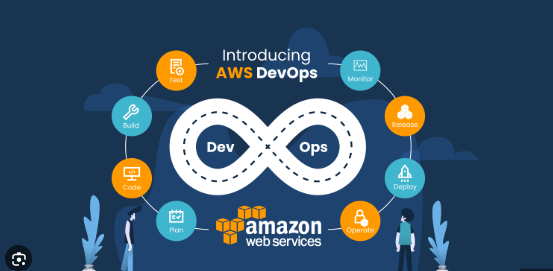 Introducing
AWS DevOps
Test
Monitor
Build
Release
Dev
Ops
Code
Deploy
Plan
Operate
amazon
web services